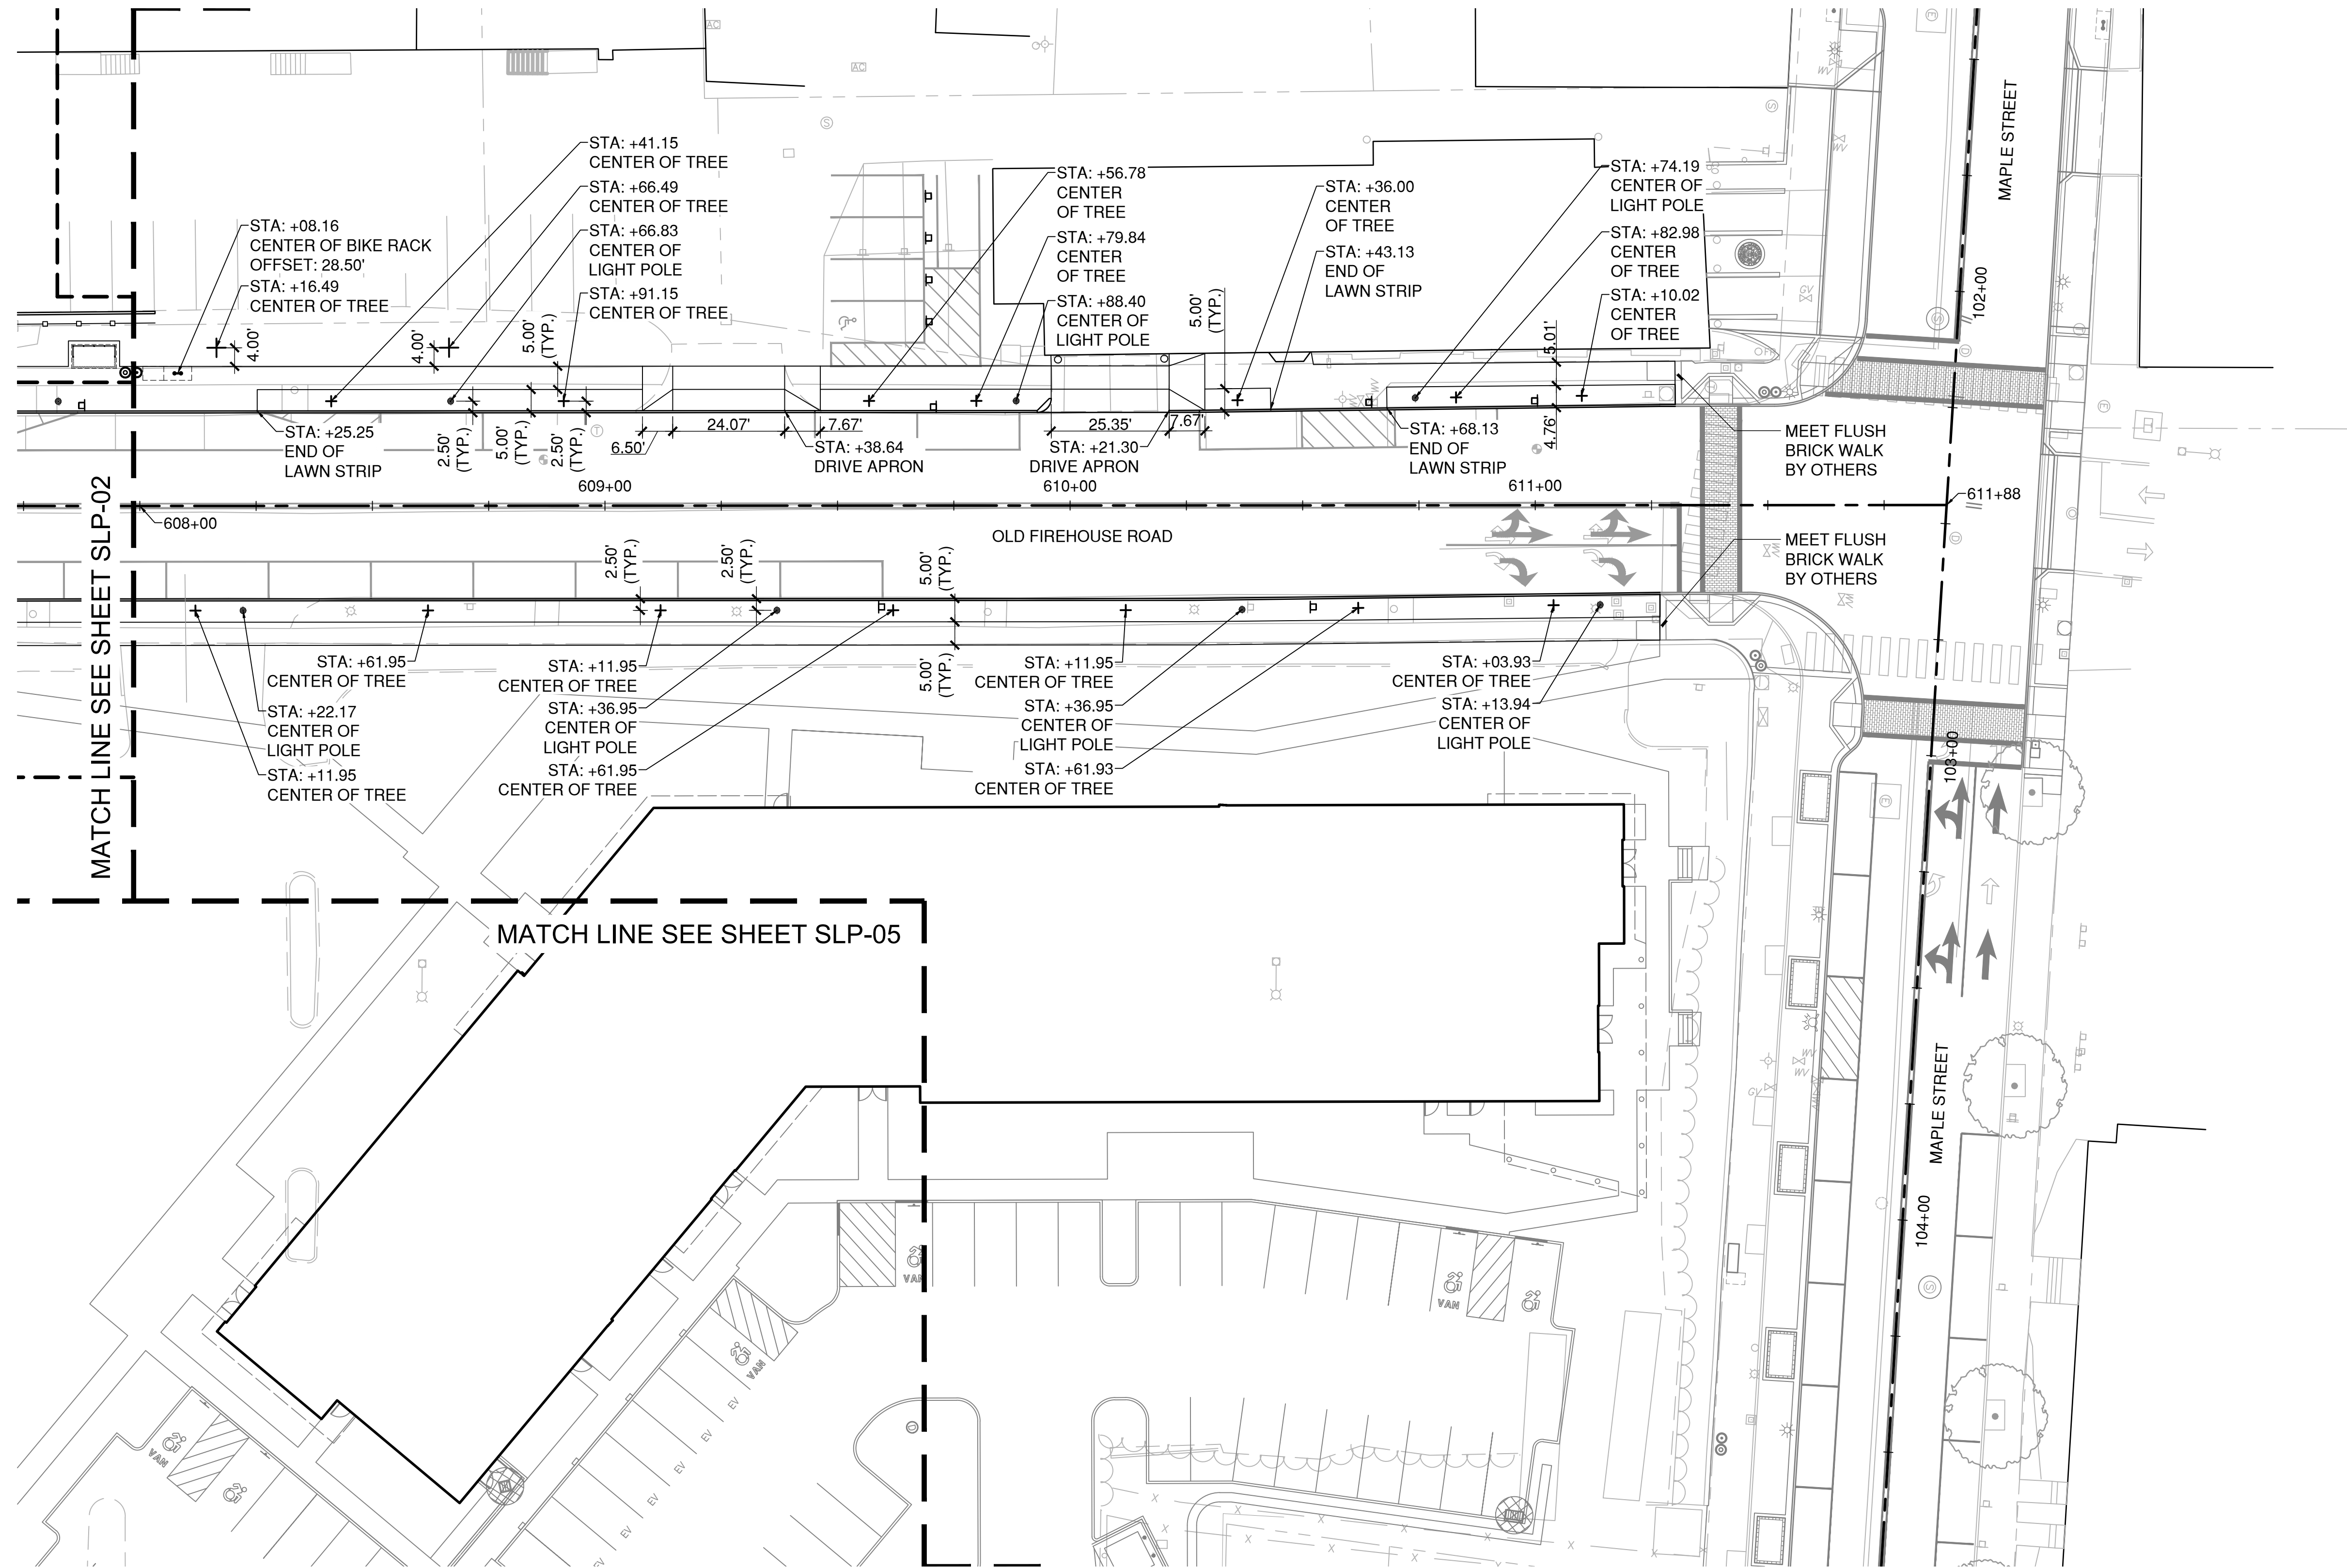 MAPLE STREET
102+00
STA: +41.15
CENTER OF TREE
STA: +66.49
CENTER OF TREE
STA: +66.83
CENTER OF
LIGHT POLE
STA: +91.15
CENTER OF TREE
STA: +08.16
CENTER OF BIKE RACK
OFFSET: 28.50'
STA: +16.49
CENTER OF TREE
STA: +56.78
CENTER
OF TREE
STA: +79.84
CENTER
OF TREE
STA: +88.40
CENTER OF
LIGHT POLE
STA: +36.00
CENTER
OF TREE
STA: +43.13
END OF
LAWN STRIP
STA: +74.19
CENTER OF
LIGHT POLE
STA: +82.98
CENTER
OF TREE
STA: +10.02
CENTER
OF TREE
4.00'
4.00'
5.00'
(TYP.)
5.00'
(TYP.)
5.01'
STA: +25.25
END OF
LAWN STRIP
2.50'
(TYP.)
5.00'
(TYP.)
2.50'
(TYP.)
6.50'
24.07'
7.67'
STA: +38.64
DRIVE APRON
25.35'
7.67'
STA: +21.30
DRIVE APRON
STA: +68.13
END OF
LAWN STRIP
4.76'
MEET FLUSH
BRICK WALK
BY OTHERS
608+00
609+00
610+00
611+00
611+88
OLD FIREHOUSE ROAD
MATCH LINE SEE SHEET SLP-02
MEET FLUSH
BRICK WALK
BY OTHERS
2.50'
(TYP.)
2.50'
(TYP.)
5.00'
(TYP.)
5.00'
(TYP.)
STA: +61.95
CENTER OF TREE
STA: +22.17
CENTER OF
LIGHT POLE
STA: +11.95
CENTER OF TREE
STA: +11.95
CENTER OF TREE
STA: +36.95
CENTER OF
LIGHT POLE
STA: +61.95
CENTER OF TREE
STA: +11.95
CENTER OF TREE
STA: +36.95
CENTER OF
LIGHT POLE
STA: +61.93
CENTER OF TREE
STA: +03.93
CENTER OF TREE
STA: +13.94
CENTER OF
LIGHT POLE
103+00
MATCH LINE SEE SHEET SLP-05
MAPLE STREET
104+00
AC
AC
S
S
WV
WV
GV
WV
GV
T
S
D
D
E
E
E
S
VAN
VAN
VAN
VAN
EV
EV
EV
EV
EV
EV